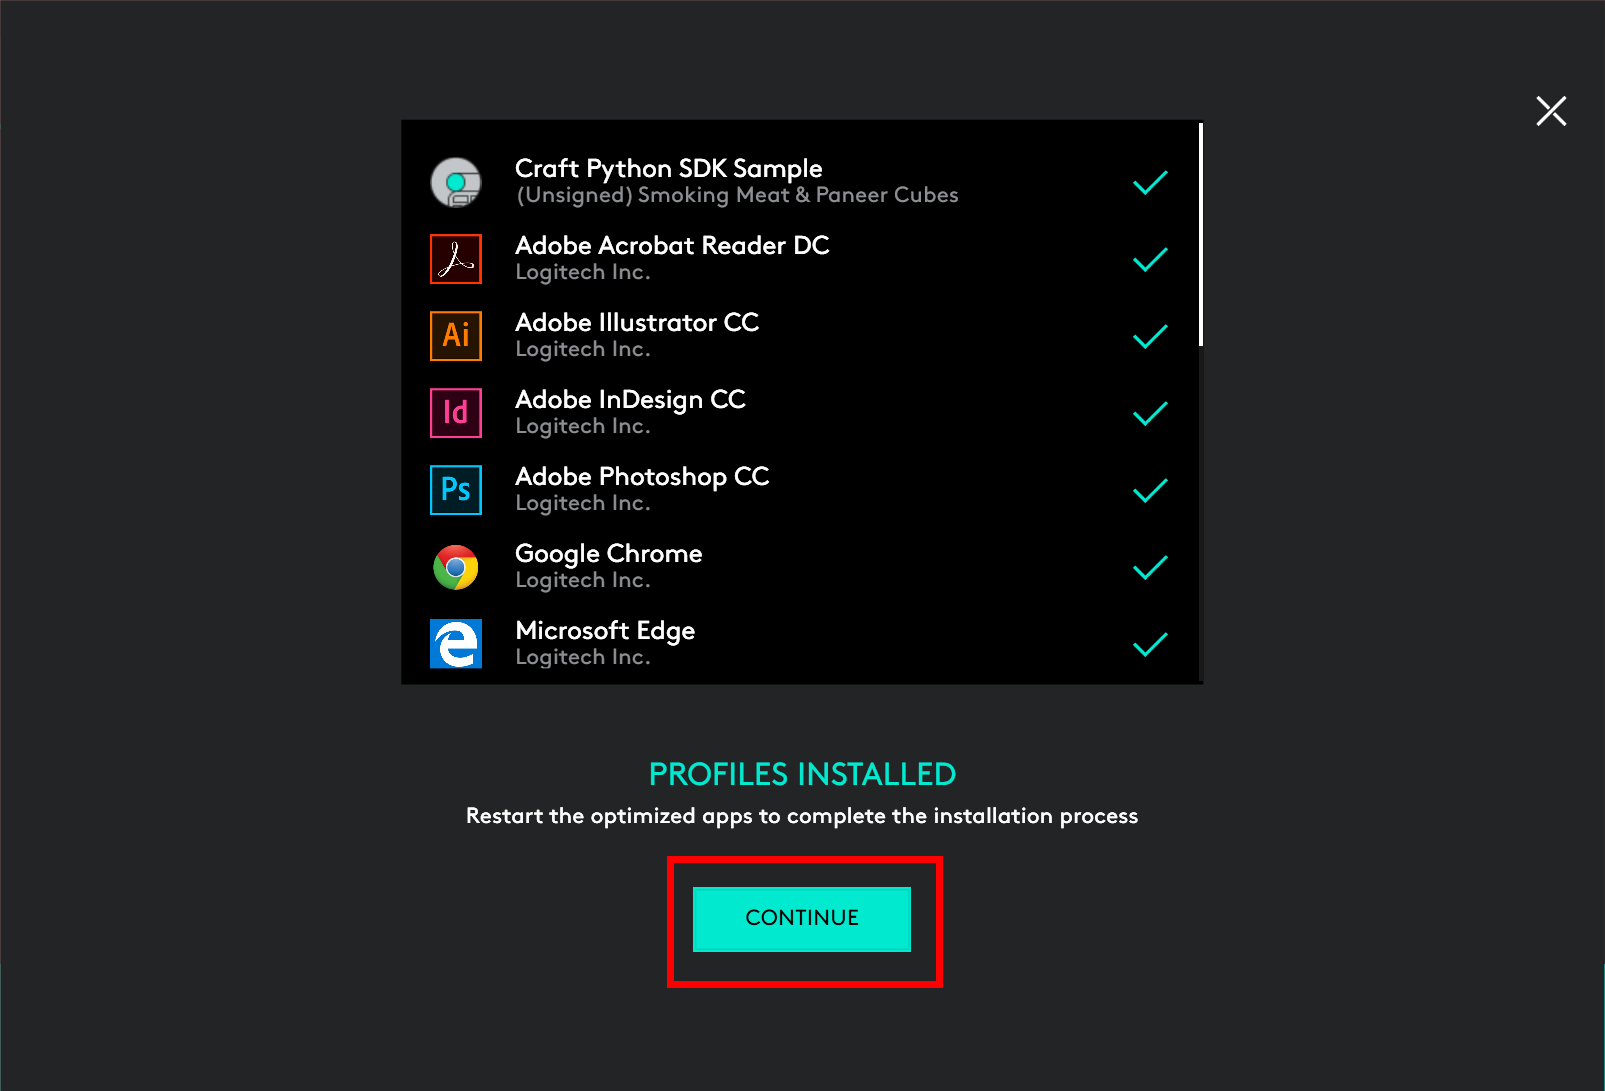 Craft Python SDK Sample
(Unsigned) Smoking Meat & Paneer Cubes
Adobe Acrobat Reader DC
Logitech Inc.
Ai
Adobe Illustrator CC
Logitech Inc.
Id
Adobe InDesign CC
Logitech Inc.
Ps
Adobe Photoshop CC
Logitech Inc.
Google Chrome
Logitech Inc.
Microsoft Edge
Logitech Inc.
PROFILES INSTALLED
Restart the optimized apps to complete the installation process
CONTINUE